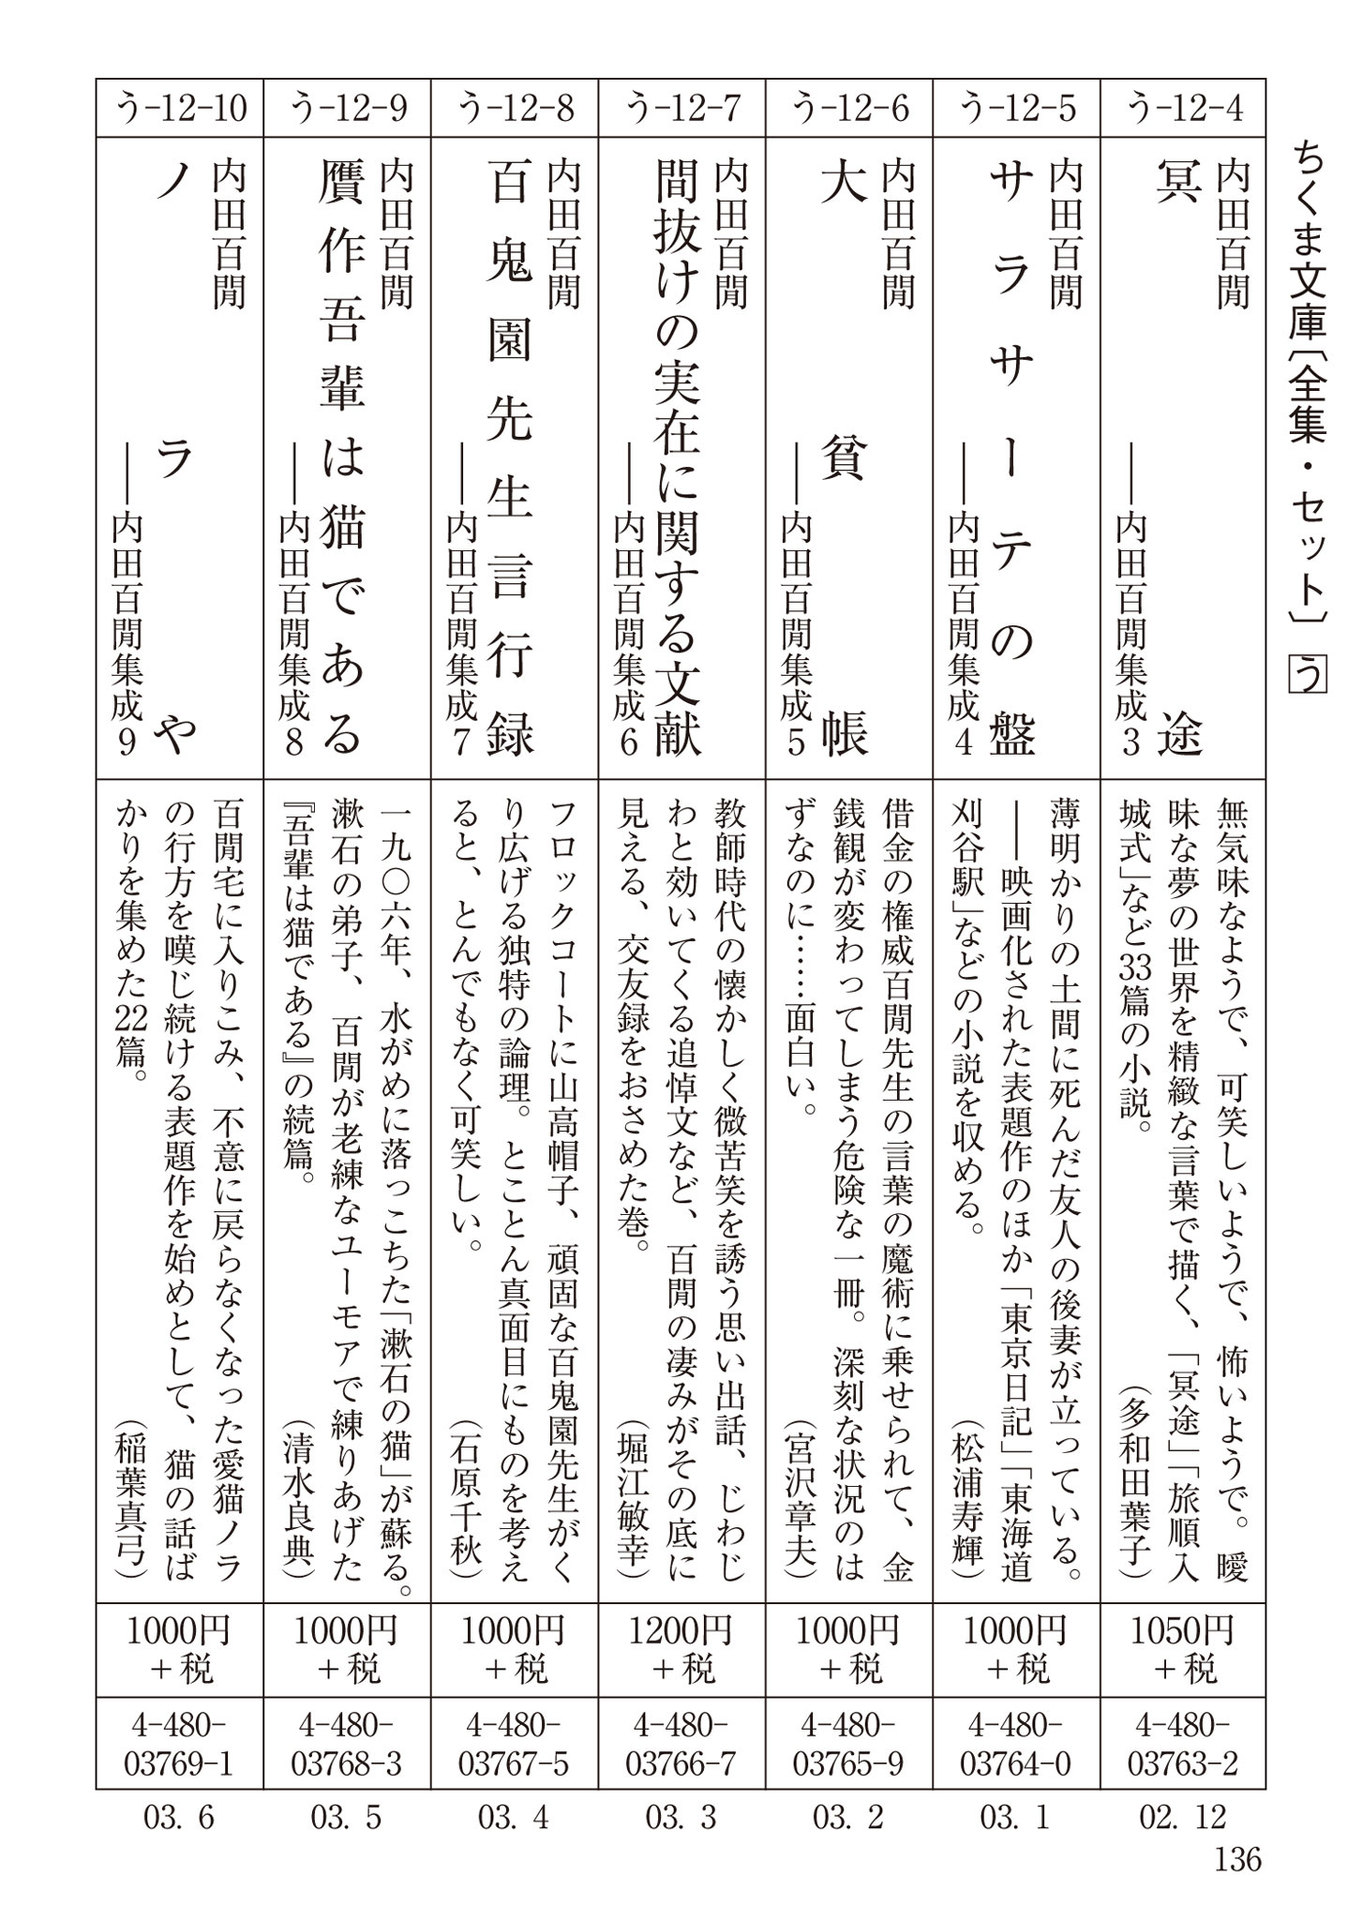 ちくま文庫〔全集・セット〕 う
う-12-4
内田百閒
冥途
――内田百閒集成3
無気味なようで、可笑しいようで、怖いようで。曖
昧な夢の世界を精緻な言葉で描く、「冥途」「旅順入
城式」など33篇の小説。
（多和田葉子）
1050円
＋税
4-480-
03763-2
02. 12
う-12-5
内田百閒
サラサーテの盤
――内田百閒集成4
薄明かりの土間に死んだ友人の後妻が立っている。
――映画化された表題作のほか「東京日記」「東海道
刈谷駅」などの小説を収める。
（松浦寿輝）
1000円
＋税
4-480-
03764-0
03. 1
う-12-6
内田百閒
大貧帳
――内田百閒集成5
借金の権威百閒先生の言葉の魔術に乗せられて、金
銭観が変わってしまう危険な一冊。深刻な状況のは
ずなのに……面白い。
（宮沢章夫）
1000円
＋税
4-480-
03765-9
03. 2
う-12-7
内田百閒
間抜けの実在に関する文献
――内田百閒集成6
教師時代の懐かしく微苦笑を誘う思い出話、じわじ
わと効いてくる追悼文など、百閒の凄みがその底に
見える、交友録をおさめた巻。
（堀江敏幸）
1200円
＋税
4-480-
03766-7
03. 3
う-12-8
内田百閒
百鬼園先生言行録
――内田百閒集成7
フロックコートに山高帽子、頑固な百鬼園先生がく
り広げる独特の論理。とことん真面目にものを考え
ると、とんでもなく可笑しい。
（石原千秋）
1000円
＋税
4-480-
03767-5
03. 4
う-12-9
内田百閒
贋作吾輩は猫である
――内田百閒集成8
一九〇六年、水がめに落っこちた「漱石の猫」が蘇る。
漱石の弟子、百閒が老練なユーモアで練りあげた
『吾輩は猫である』の続篇。
（清水良典）
1000円
＋税
4-480-
03768-3
03. 5
う-12-10
内田百閒
ノラや
――内田百閒集成9
百閒宅に入りこみ、不意に戻らなくなった愛猫ノラ
の行方を嘆じ続ける表題作を始めとして、猫の話ば
かりを集めた22篇。
（稲葉真弓）
1000円
＋税
4-480-
03769-1
03. 6
136